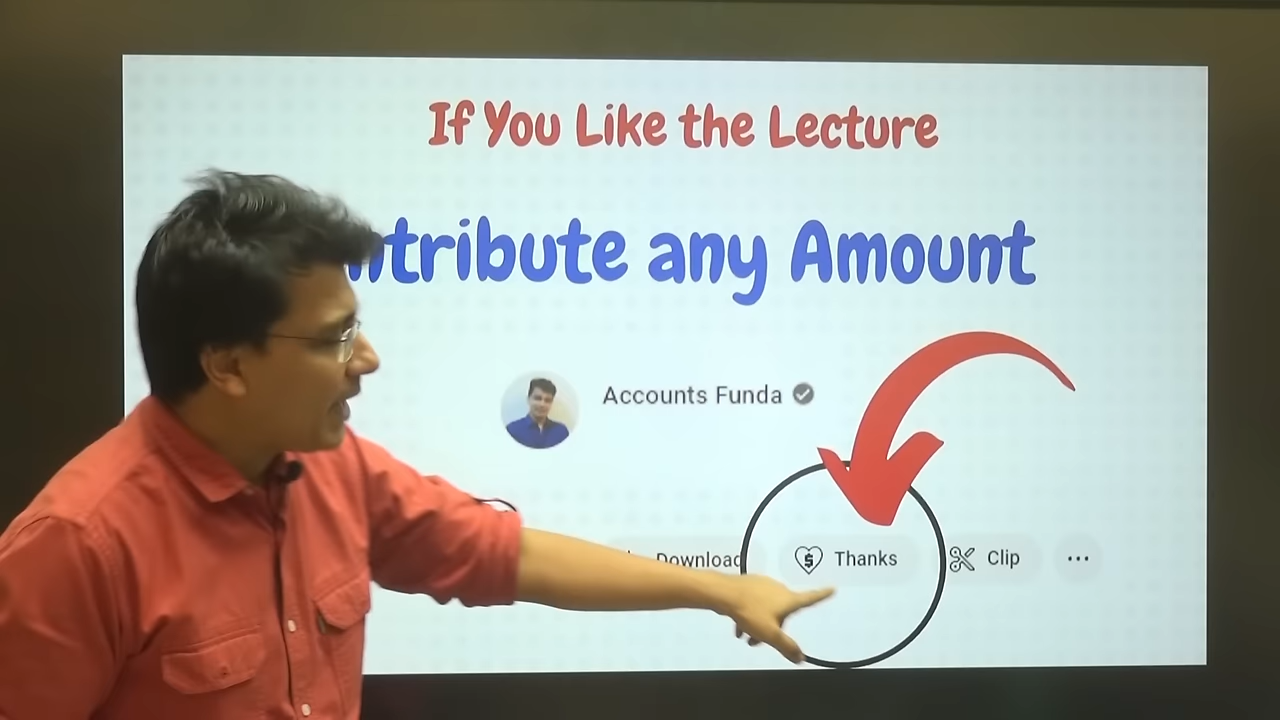 If You Like the Lecture
ntribute any Amount
Accounts Funda
Download
Thanks
Clip